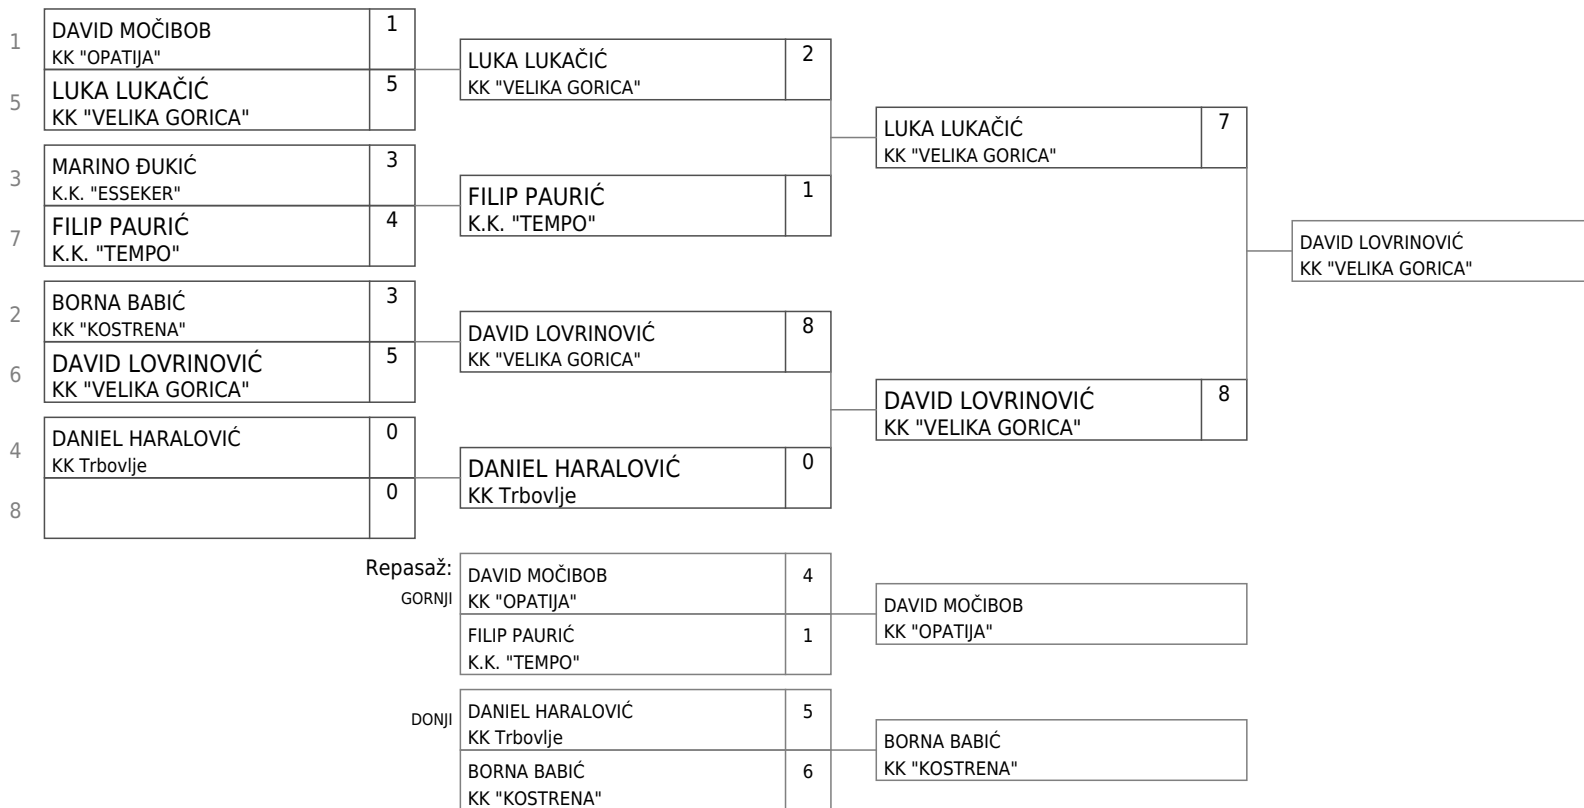 1
DAVID MOČIBOB
KK "OPATIJA"
1
5
LUKA LUKAČIĆ
KK "VELIKA GORICA"
5
3
MARINO ĐUKIĆ
K.K. "ESSEKER"
3
7
FILIP PAURIĆ
K.K. "TEMPO"
4
2
BORNA BABIĆ
KK "KOSTRENA"
3
6
DAVID LOVRINOVIĆ
KK "VELIKA GORICA"
5
4
DANIEL HARALOVIĆ
KK Trbovlje
0
8
0
LUKA LUKAČIĆ
KK "VELIKA GORICA"
2
FILIP PAURIĆ
K.K. "TEMPO"
1
DAVID LOVRINOVIĆ
KK "VELIKA GORICA"
8
DANIEL HARALOVIĆ
KK Trbovlje
0
LUKA LUKAČIĆ
KK "VELIKA GORICA"
7
DAVID LOVRINOVIĆ
KK "VELIKA GORICA"
8
DAVID LOVRINOVIĆ
KK "VELIKA GORICA"
Repasaž:
GORNJI
DAVID MOČIBOB
KK "OPATIJA"
4
FILIP PAURIĆ
K.K. "TEMPO"
1
DAVID MOČIBOB
KK "OPATIJA"
DONJI
DANIEL HARALOVIĆ
KK Trbovlje
5
BORNA BABIĆ
KK "KOSTRENA"
6
BORNA BABIĆ
KK "KOSTRENA"